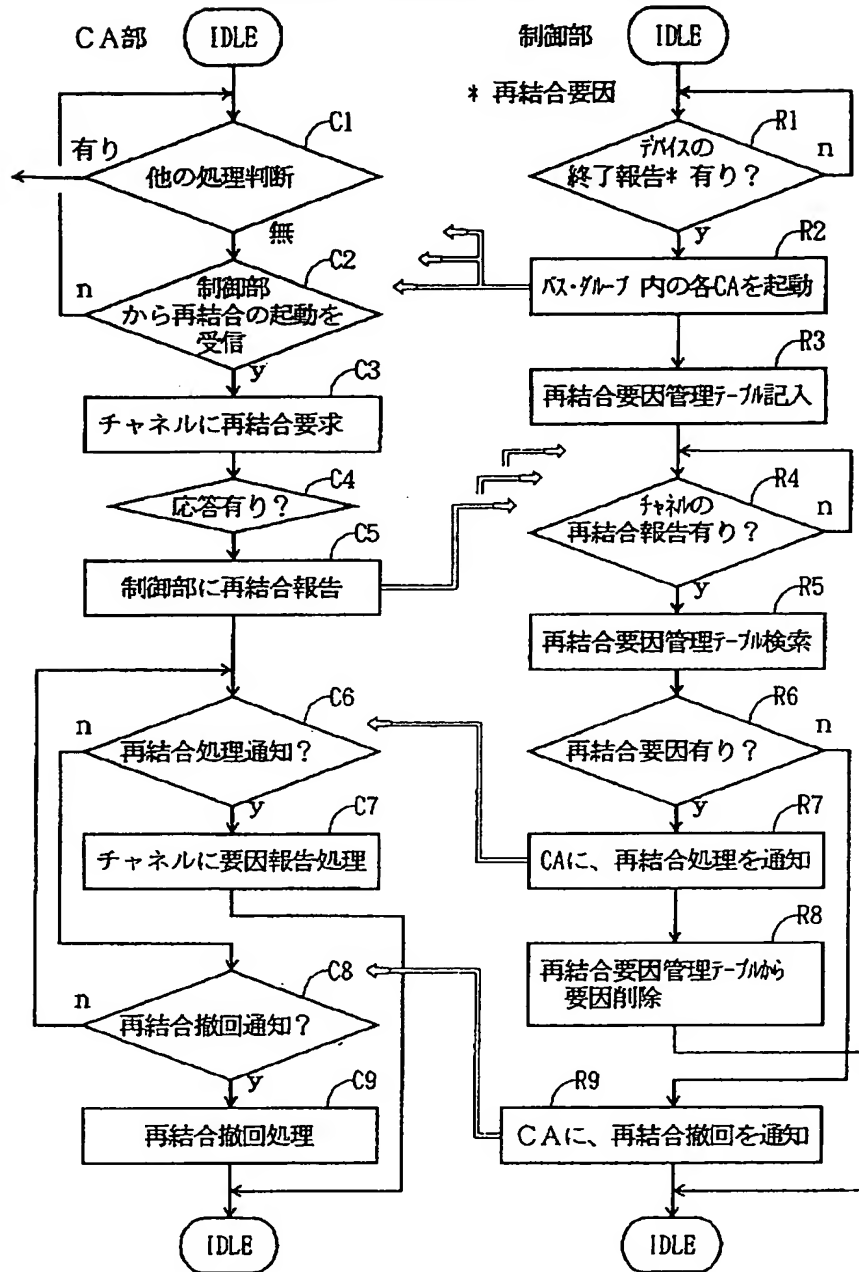 CA部
IDLE
C1
有り
他の処理判断
無
C2
n
制御部
から再結合の起動を
受信
y
C3
チャネルに再結合要求
C4
応答有り?
C5
制御部に再結合報告
C6
n
再結合処理通知?
y
C7
チャネルに要因報告処理
C8
n
再結合撤回通知?
y
C9
再結合撤回処理
IDLE
制御部
IDLE
* 再結合要因
R1
デバイスの
終了報告* 有り?
n
y
R2
パス・グループ 内の各CAを起動
R3
再結合要因管理テーブル記入
R4
チャネルの
再結合報告有り?
n
y
R5
再結合要因管理テーブル検索
R6
再結合要因有り?
n
y
R7
CAに、再結合処理を通知
R8
再結合要因管理テーブルから
要因削除
R9
CAに、再結合撤回を通知
IDLE